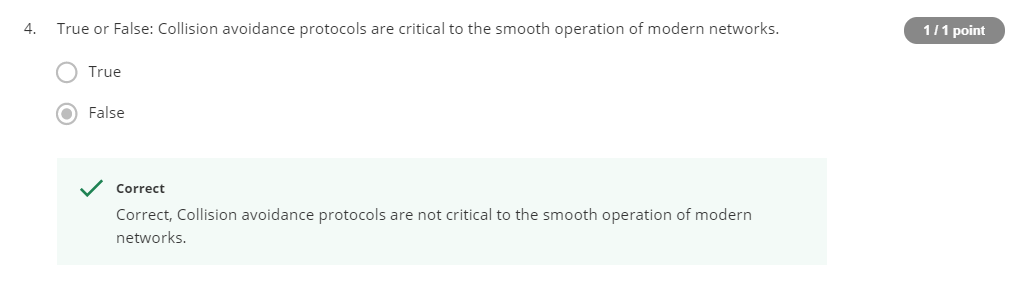 4. True or False: Collision avoidance protocols are critical to the smooth operation of modern networks.
1 / 1 point
True
False
Correct
Correct, Collision avoidance protocols are not critical to the smooth operation of modern
networks.